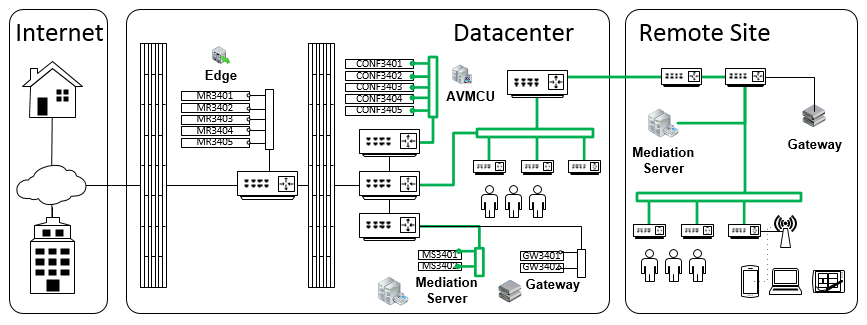 Internet
Datacenter
Remote Site
Edge
MR3401
MR3402
MR3403
MR3404
MR3405
CONF3401
CONF3402
CONF3403
CONF3404
CONF3405
AVMCU
MS3401
MS3402
Mediation
Server
GW3401
GW3402
Gateway
Mediation
Server
Gateway